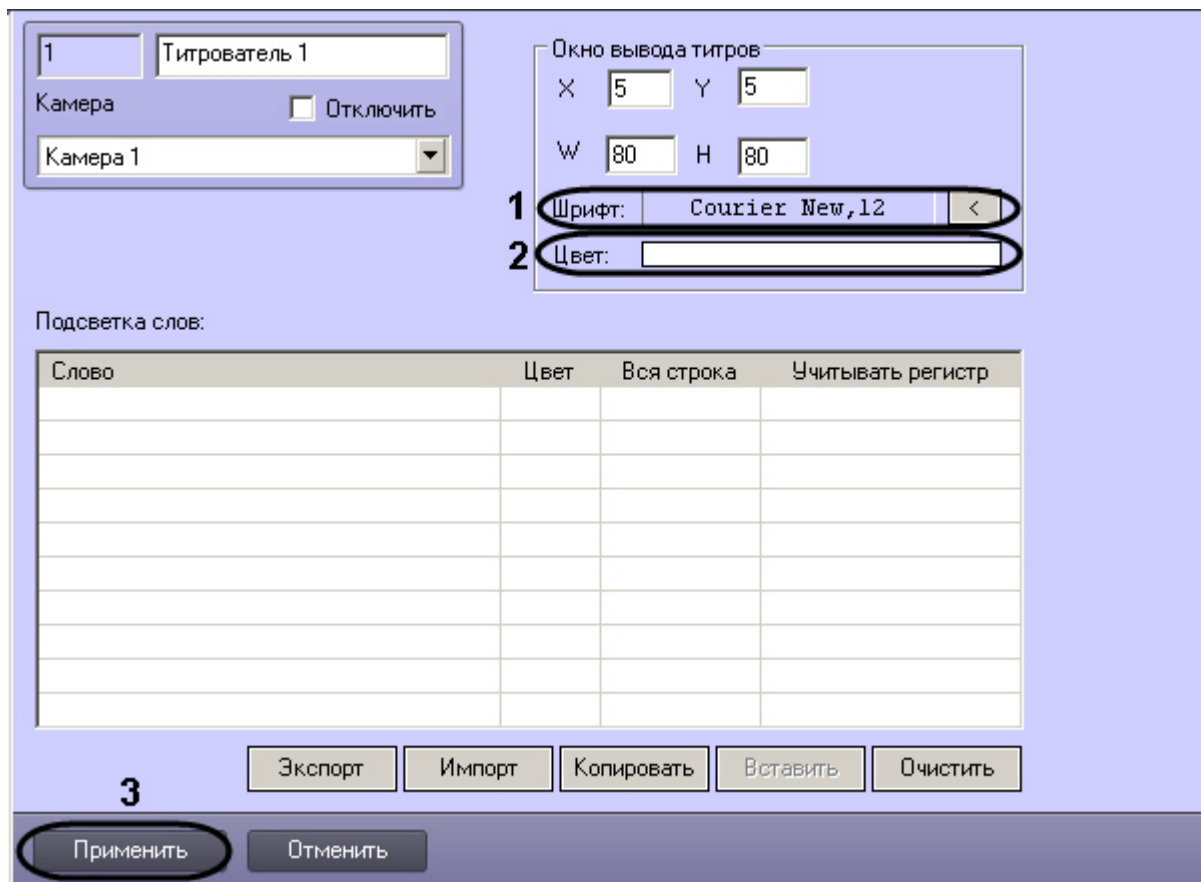 1 Титрователь 1
Камера Отключить
Камера 1
Окно вывода титров
X 5 Y 5
W 80 H 80
1 Шрифт: Courier New,12 <
2 Цвет:
Подсветка слов:
Слово Цвет Вся строка Учитывать регистр
Экспорт Импорт Копировать Вставить Очистить
3
Применить Отменить